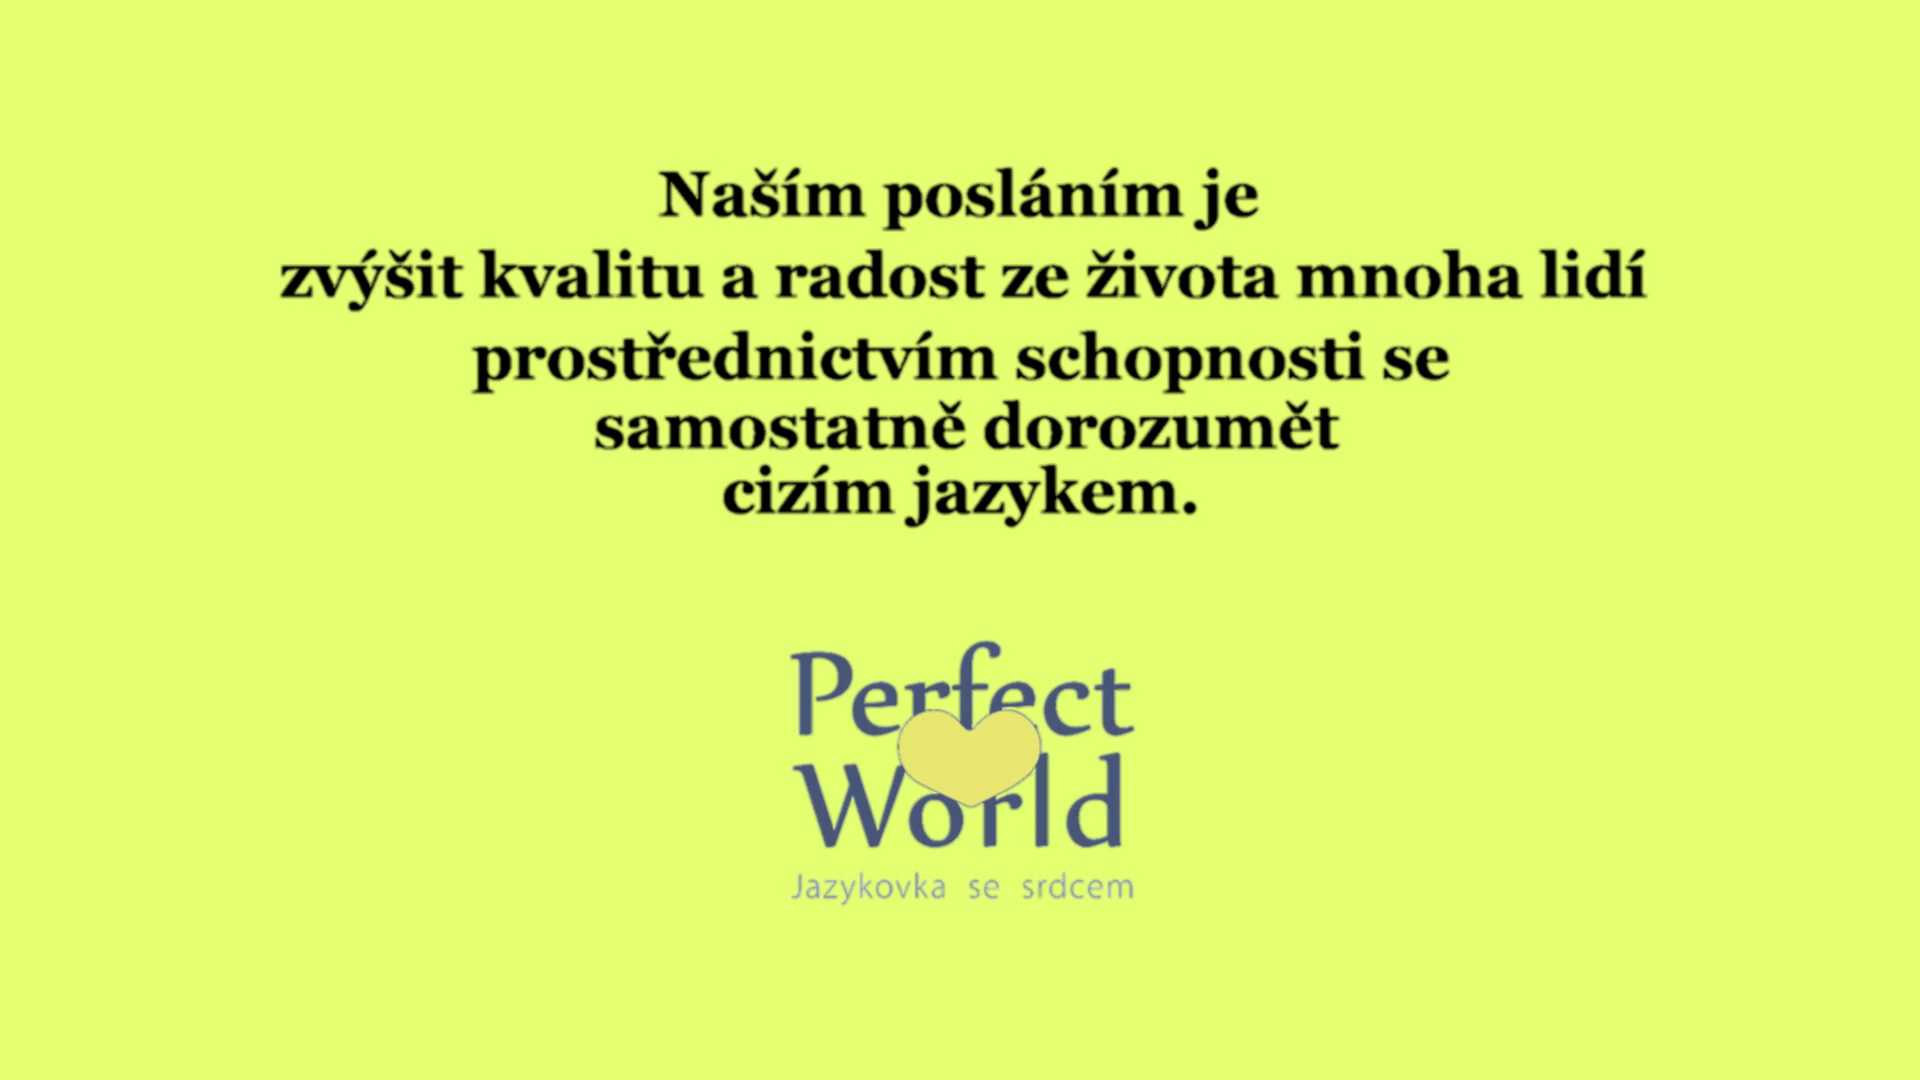 Naším posláním je
zvýšit kvalitu a radost ze života mnoha lidí
prostřednictvím schopnosti se
samostatně dorozumět
cizím jazykem.
Perfect
World
Jazykovka se srdcem